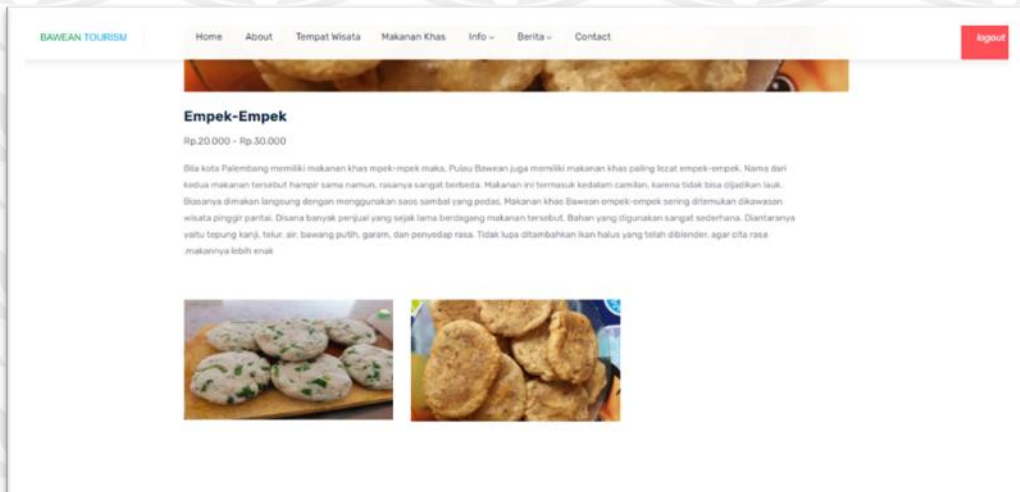 BAWEAN TOURISM
Home About Tempat Wisata Makanan Khas Info Berita Contact
logout
Empek-Empek
Rp.20.000 - Rp.30.000
Bila kota Palembang memiliki makanan khas mpek-mpek maka, Pulau Bawean juga memiliki makanan khas paling lezat empek-empek. Nama dari
kedua makanan tersebut hampir sama namun, rasanya sangat berbeda. Makanan ini termasuk kedalam camilan, karena tidak bisa dijadikan lauk.
Biasanya dimakan langsung dengan menggunakan saos sambal yang pedas. Makanan khas Bawean empek-empek sering ditemukan dikawasan
wisata pinggir pantai. Disana banyak penjual yang sejak lama berdagang makanan tersebut. Bahan yang digunakan sangat sederhana. Diantaranya
yaitu tepung kanji, telur, air, bawang putih, garam, dan penyedap rasa. Tidak lupa ditambahkan ikan halus yang telah diblender, agar cita rasa
.makannya lebih enak